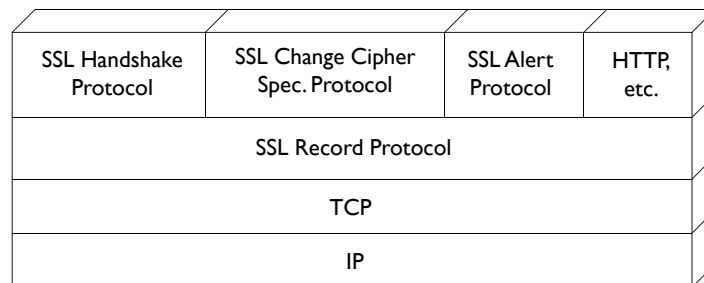 SSL Handshake
Protocol
SSL Change Cipher
Spec. Protocol
SSL Alert
Protocol
HTTP,
etc.
SSL Record Protocol
TCP
IP